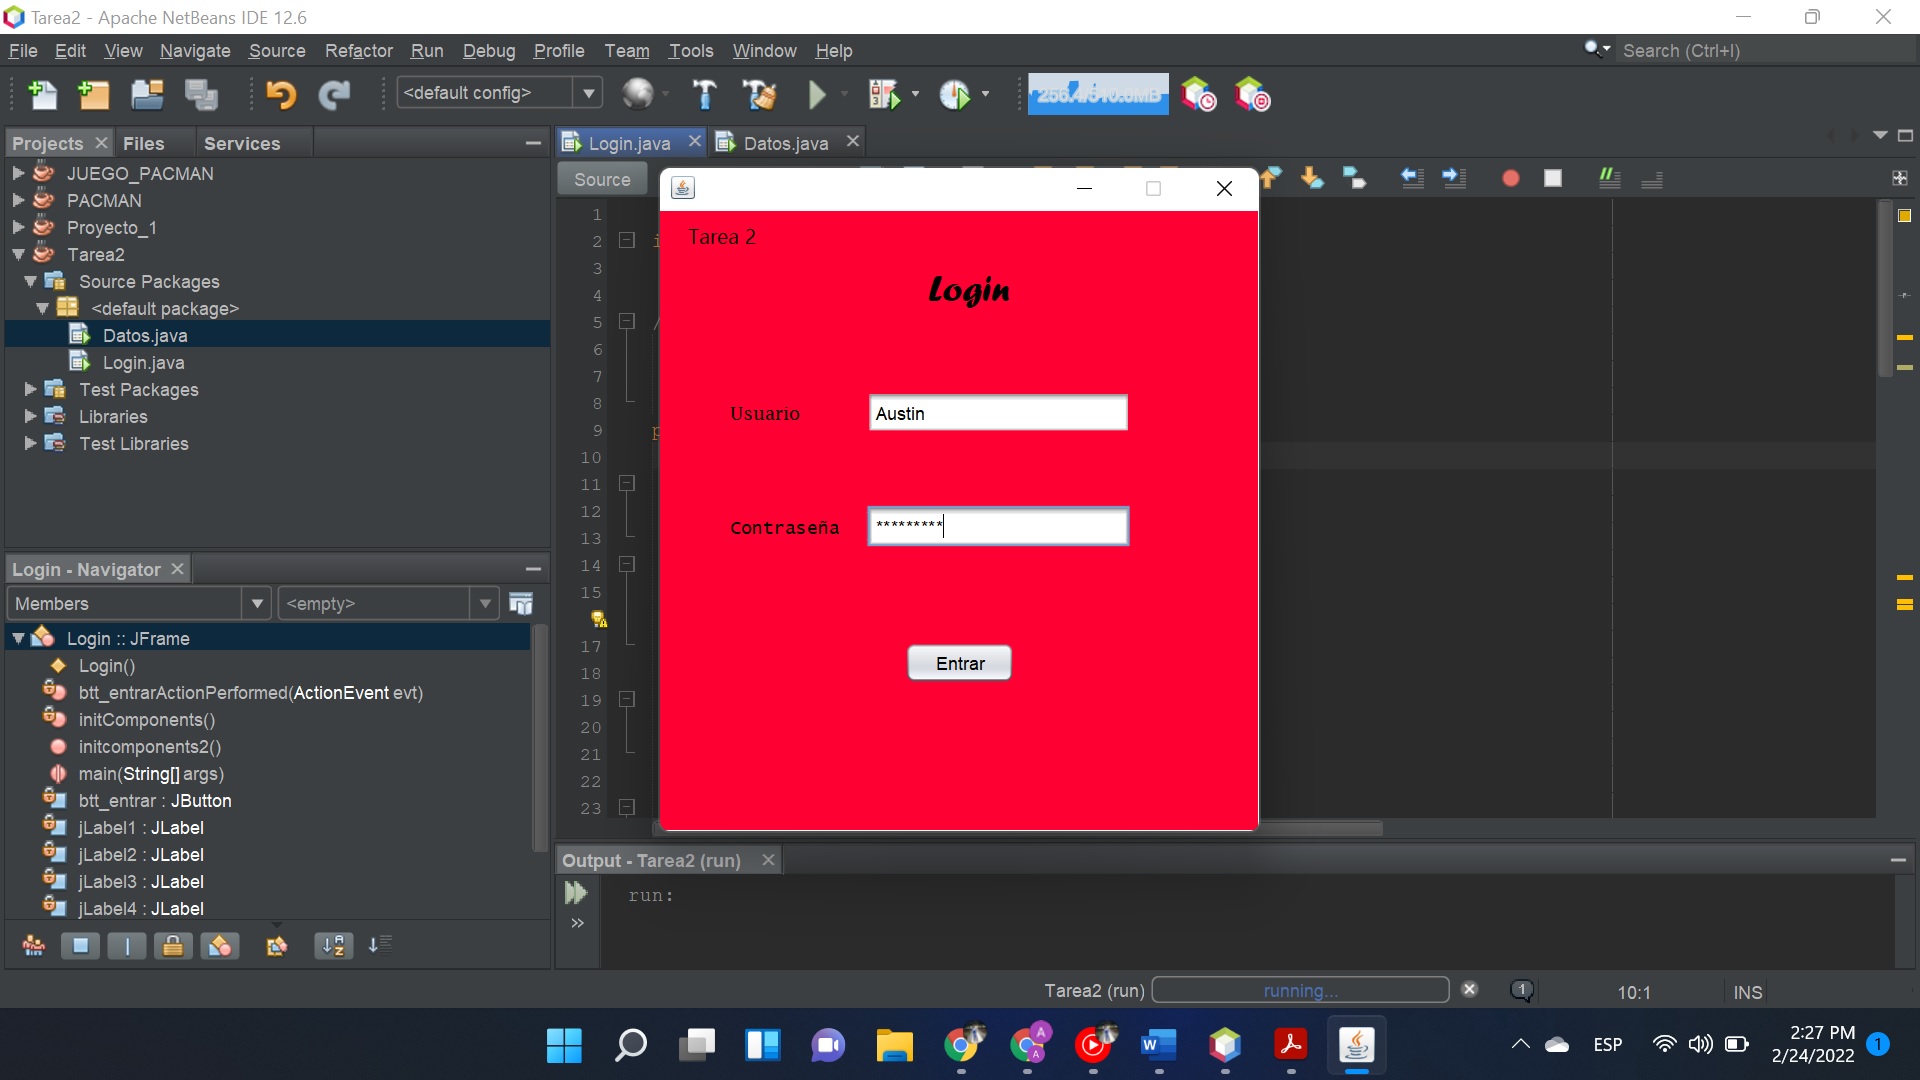 Tarea2 - Apache NetBeans IDE 12.6
File Edit View Navigate Source Refactor Run Debug Profile Team Tools Window Help
Search (Ctrl+I)
<default config>
Projects Files Services
Login.java Datos.java
JUEGO_PACMAN
PACMAN
Proyecto_1
Tarea2
Source Packages
<default package>
Datos.java
Login.java
Test Packages
Libraries
Test Libraries
Source
1
2
3
4
5
6
7
8
9
10
11
12
13
14
15
17
18
19
20
21
22
23
Tarea 2
Login
Usuario
Austin
Contraseña
*********
Entrar
Login - Navigator
Members
<empty>
Login :: JFrame
Login()
btt_entrarActionPerformed(ActionEvent evt)
initComponents()
initcomponents2()
main(String[] args)
btt_entrar : JButton
jLabel1 : JLabel
jLabel2 : JLabel
jLabel3 : JLabel
jLabel4 : JLabel
Output - Tarea2 (run)
run:
Tarea2 (run)
running...
1
10:1
INS
ESP
2:27 PM
2/24/2022
1